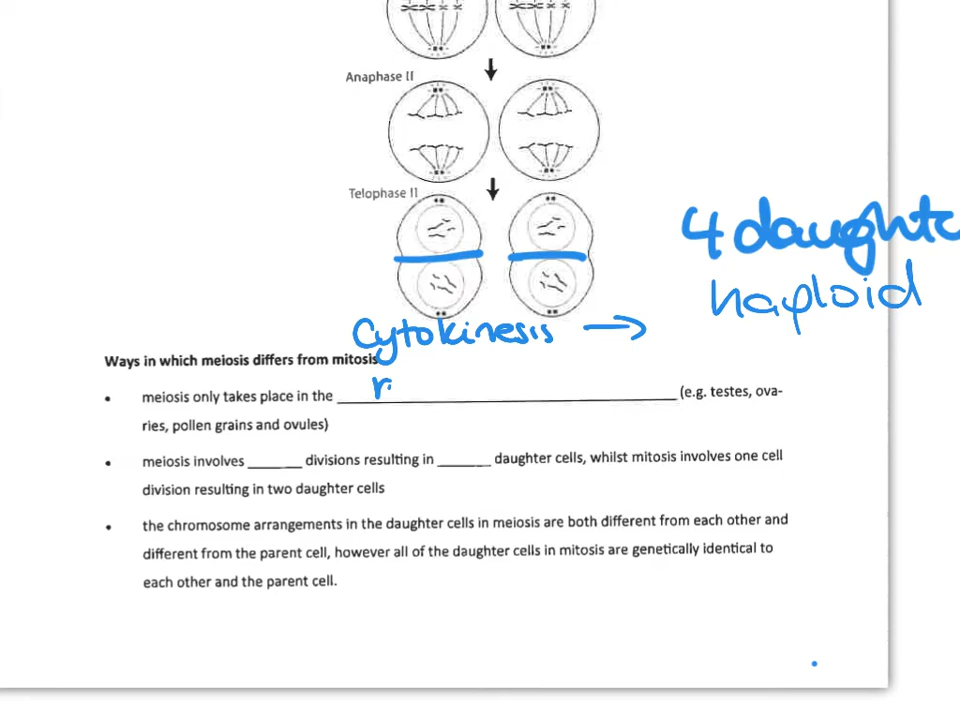 Anaphase II
Telophase II
4 daughte
haploid
Cytokinesis →
Ways in which meiosis differs from mitosis
r
• meiosis only takes place in the ____________ (e.g. testes, ova-
ries, pollen grains and ovules)
• meiosis involves ______ divisions resulting in ______ daughter cells, whilst mitosis involves one cell
division resulting in two daughter cells
• the chromosome arrangements in the daughter cells in meiosis are both different from each other and
different from the parent cell, however all of the daughter cells in mitosis are genetically identical to
each other and the parent cell.